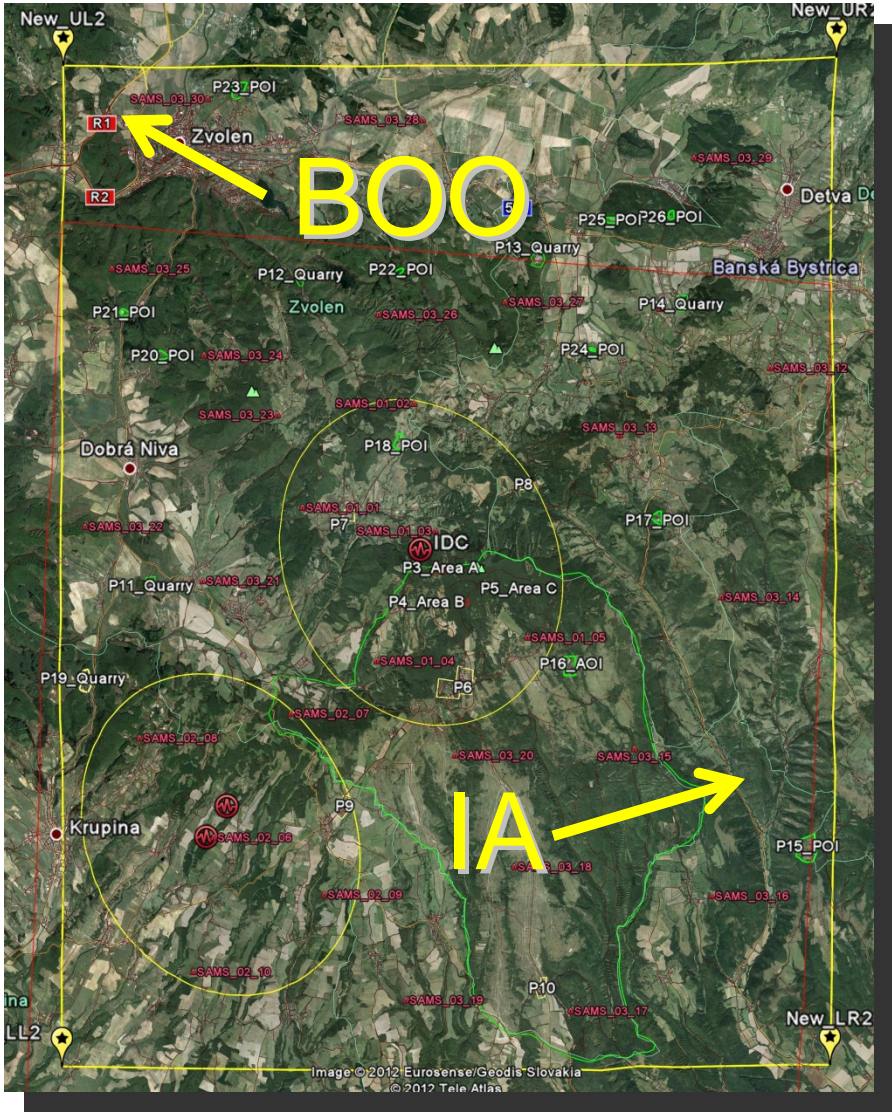 New_UL2
New_UR2
P23_POI
SAMS_03_30
R1
Zvolen
SAMS_03_28
SAMS_03_29
BOO
R2
Detva
De
P25_POI
P26_POI
P13_Quarry
SAMS_03_25
P12_Quarry
P22_POI
Banská Bystrica
Zvolen
SAMS_03_27
P14_Quarry
P21_POI
SAMS_03_26
P20_POI
SAMS_03_24
P24_POI
SAMS_03_12
SAMS_01_02
SAMS_03_23
SAMS_03_13
Dobrá Niva
P18_POI
P8
SAMS_01_01
P7
P17_POI
SAMS_03_22
SAMS_01_03
IDC
P3_Area A
P11_Quarry
SAMS_03_21
P5_Area C
P4_Area B
SAMS_03_14
SAMS_01_05
SAMS_01_04
P16_AOI
P19_Quarry
P6
SAMS_02_07
SAMS_02_08
SAMS_03_20
SAMS_03_15
P9
IA
Krupina
SAMS_02_06
P15_POI
SAMS_03_18
SAMS_02_09
SAMS_03_16
SAMS_02_10
P10
ina
SAMS_03_19
SAMS_03_17
LL2
New_LR2
Image © 2012 Eurosense/Geodis Slovakia
© 2012 Tele Atlas